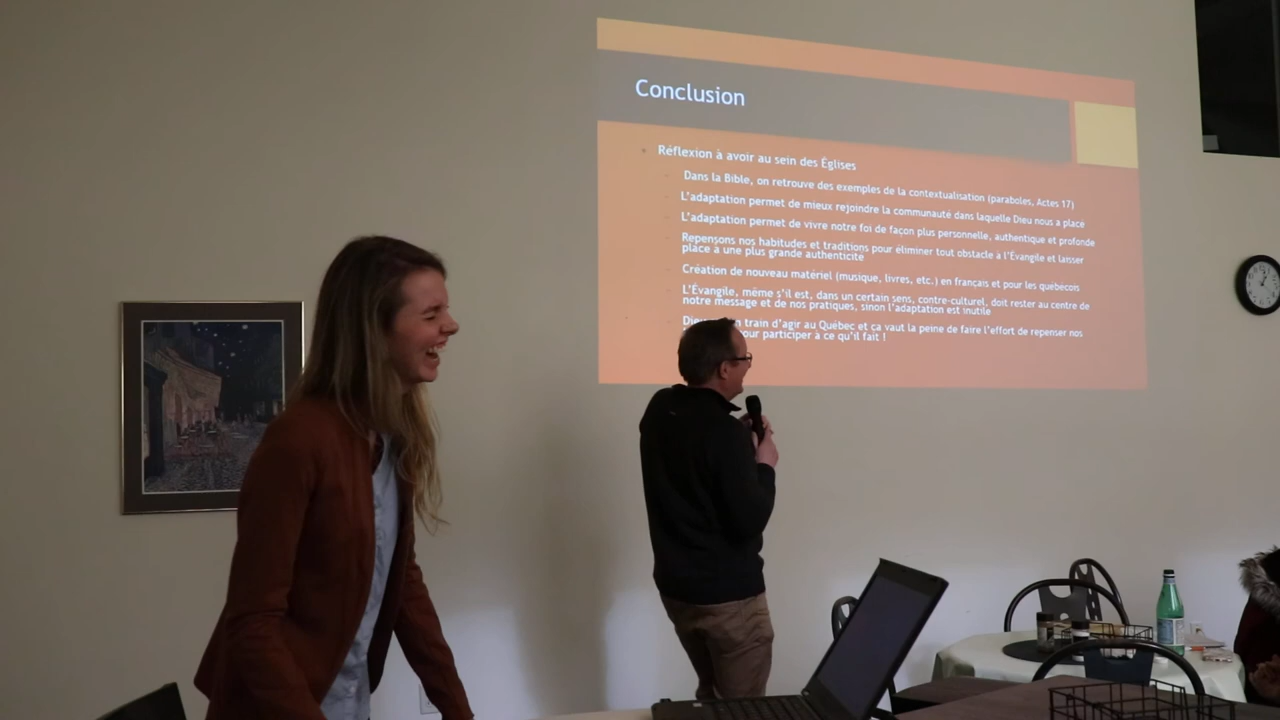 Conclusion
Réflexion à avoir au sein des Églises
Dans la Bible, on retrouve des exemples de la contextualisation (paraboles, Actes 17)
L'adaptation permet de mieux rejoindre la communauté dans laquelle Dieu nous a placé
L'adaptation permet de vivre notre foi de façon plus personnelle, authentique et profonde
Repensons nos habitudes et traditions pour éliminer tout obstacle à l'Évangile et laisser
place à une plus grande authenticité
Création de nouveau matériel (musique, livres, etc.) en français et pour les québécois
L'Évangile, même s'il est, dans un certain sens, contre-culturel, doit rester au centre de
notre message et de nos pratiques, sinon l'adaptation est inutile
train d'agir au Québec et ça vaut la peine de faire l'effort de repenser nos
pour participer à ce qu'il fait !